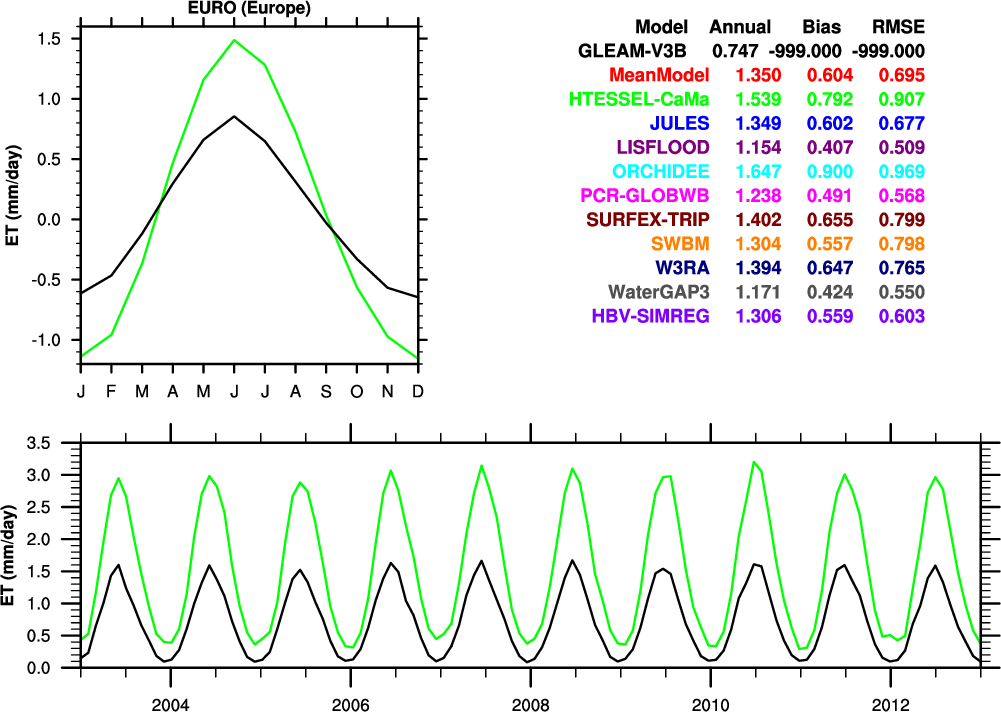 EURO (Europe)
1.5
1.0
0.5
0.0
-0.5
-1.0
ET (mm/day)
J F M A M J J A S O N D
Model Annual Bias RMSE
GLEAM-V3B 0.747 -999.000 -999.000
MeanModel 1.350 0.604 0.695
HTESSEL-CaMa 1.539 0.792 0.907
JULES 1.349 0.602 0.677
LISFLOOD 1.154 0.407 0.509
ORCHIDEE 1.647 0.900 0.969
PCR-GLOBWB 1.238 0.491 0.568
SURFEX-TRIP 1.402 0.655 0.799
SWBM 1.304 0.557 0.798
W3RA 1.394 0.647 0.765
WaterGAP3 1.171 0.424 0.550
HBV-SIMREG 1.306 0.559 0.603
3.5
3.0
2.5
2.0
1.5
1.0
0.5
0.0
ET (mm/day)
2004 2006 2008 2010 2012